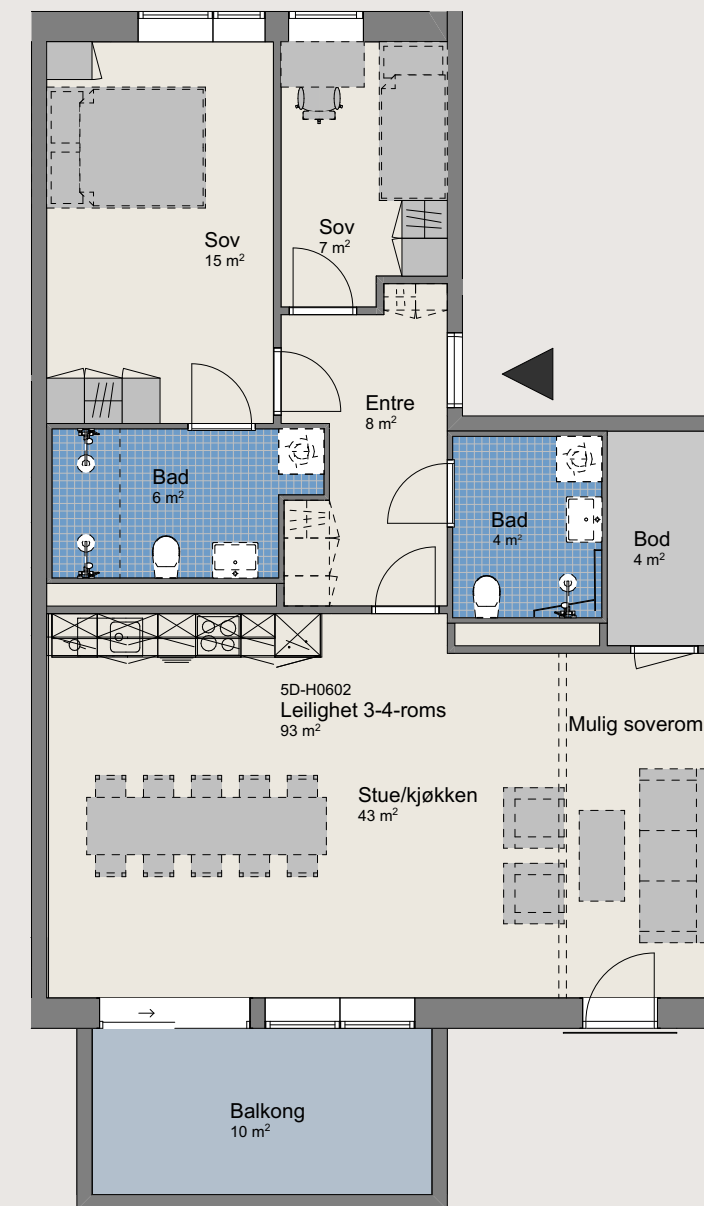 Sov
15 m²
Sov
7 m²
Entre
8 m²
Bad
6 m²
Bad
4 m²
Bod
4 m²
5D-H0602
Leilighet 3-4-roms
93 m²
Mulig soverom
Stue/kjøkken
43 m²
Balkong
10 m²